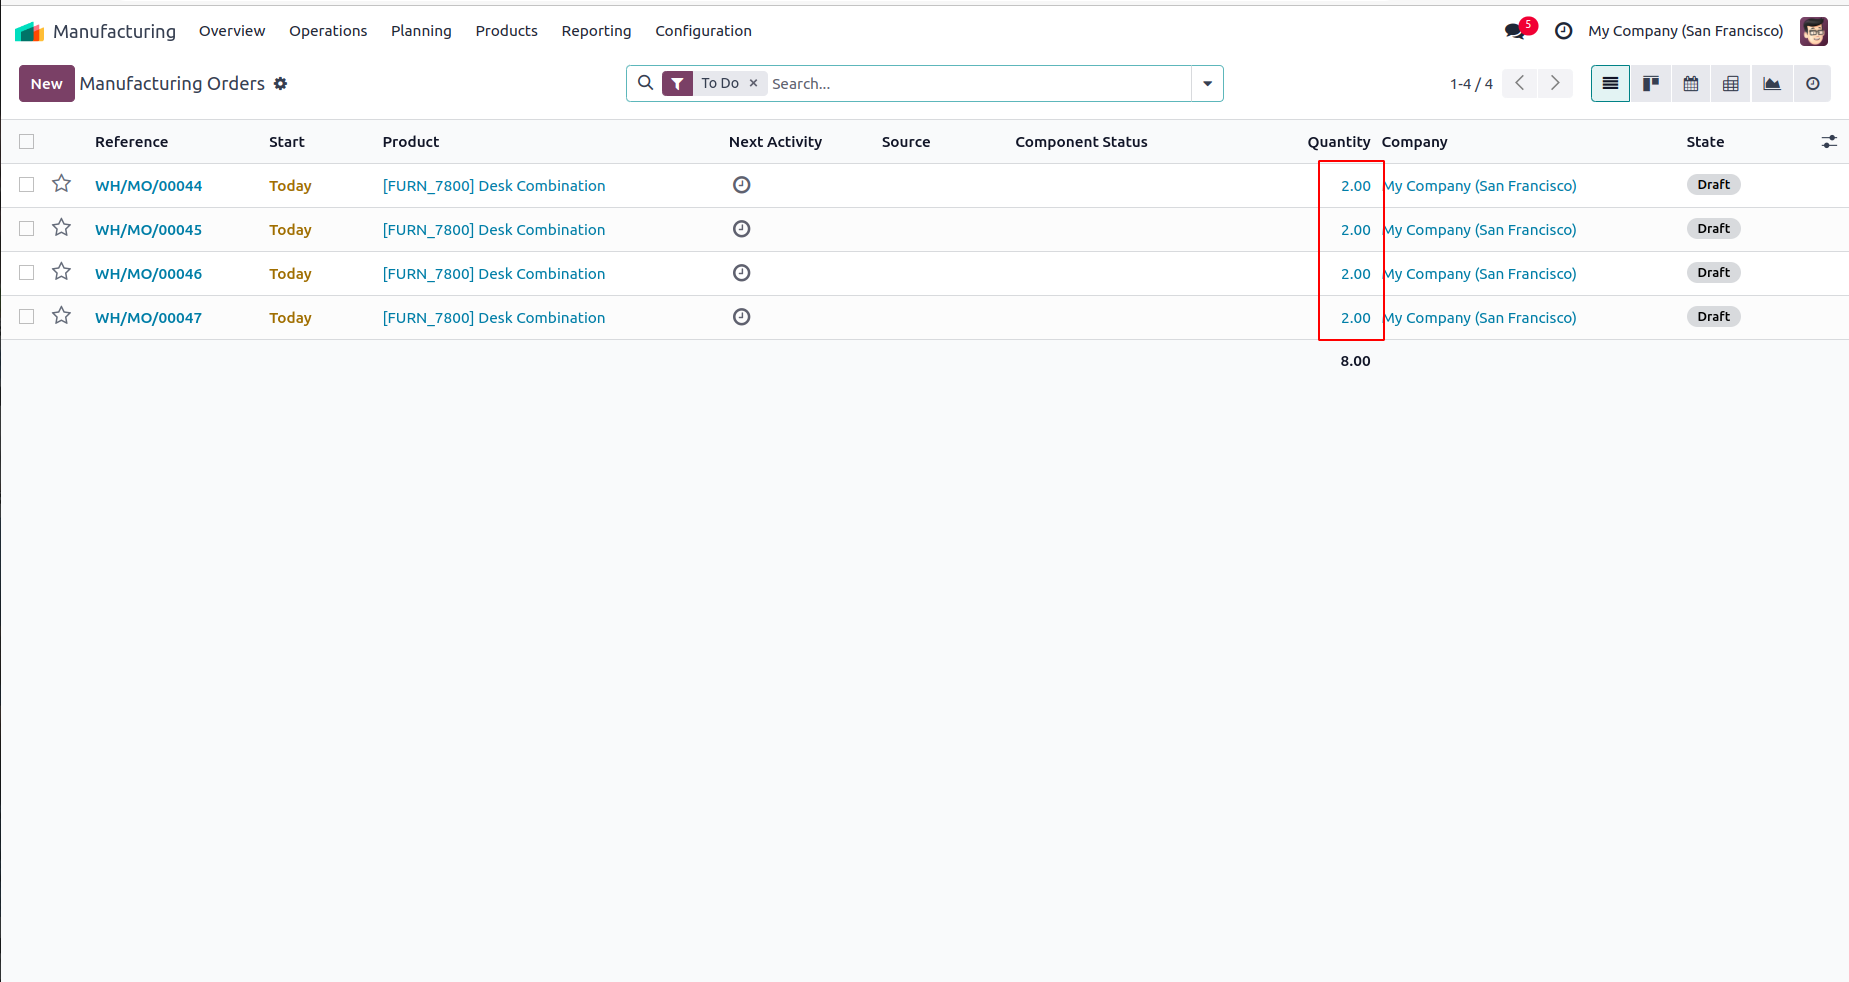 Manufacturing Overview Operations Planning Products Reporting Configuration 5 My Company (San Francisco)
New Manufacturing Orders To Do × Search... 1-4 / 4
Reference Start Product Next Activity Source Component Status Quantity Company State
WH/MO/00044 Today [FURN_7800] Desk Combination 2.00 My Company (San Francisco) Draft
WH/MO/00045 Today [FURN_7800] Desk Combination 2.00 My Company (San Francisco) Draft
WH/MO/00046 Today [FURN_7800] Desk Combination 2.00 My Company (San Francisco) Draft
WH/MO/00047 Today [FURN_7800] Desk Combination 2.00 My Company (San Francisco) Draft
8.00